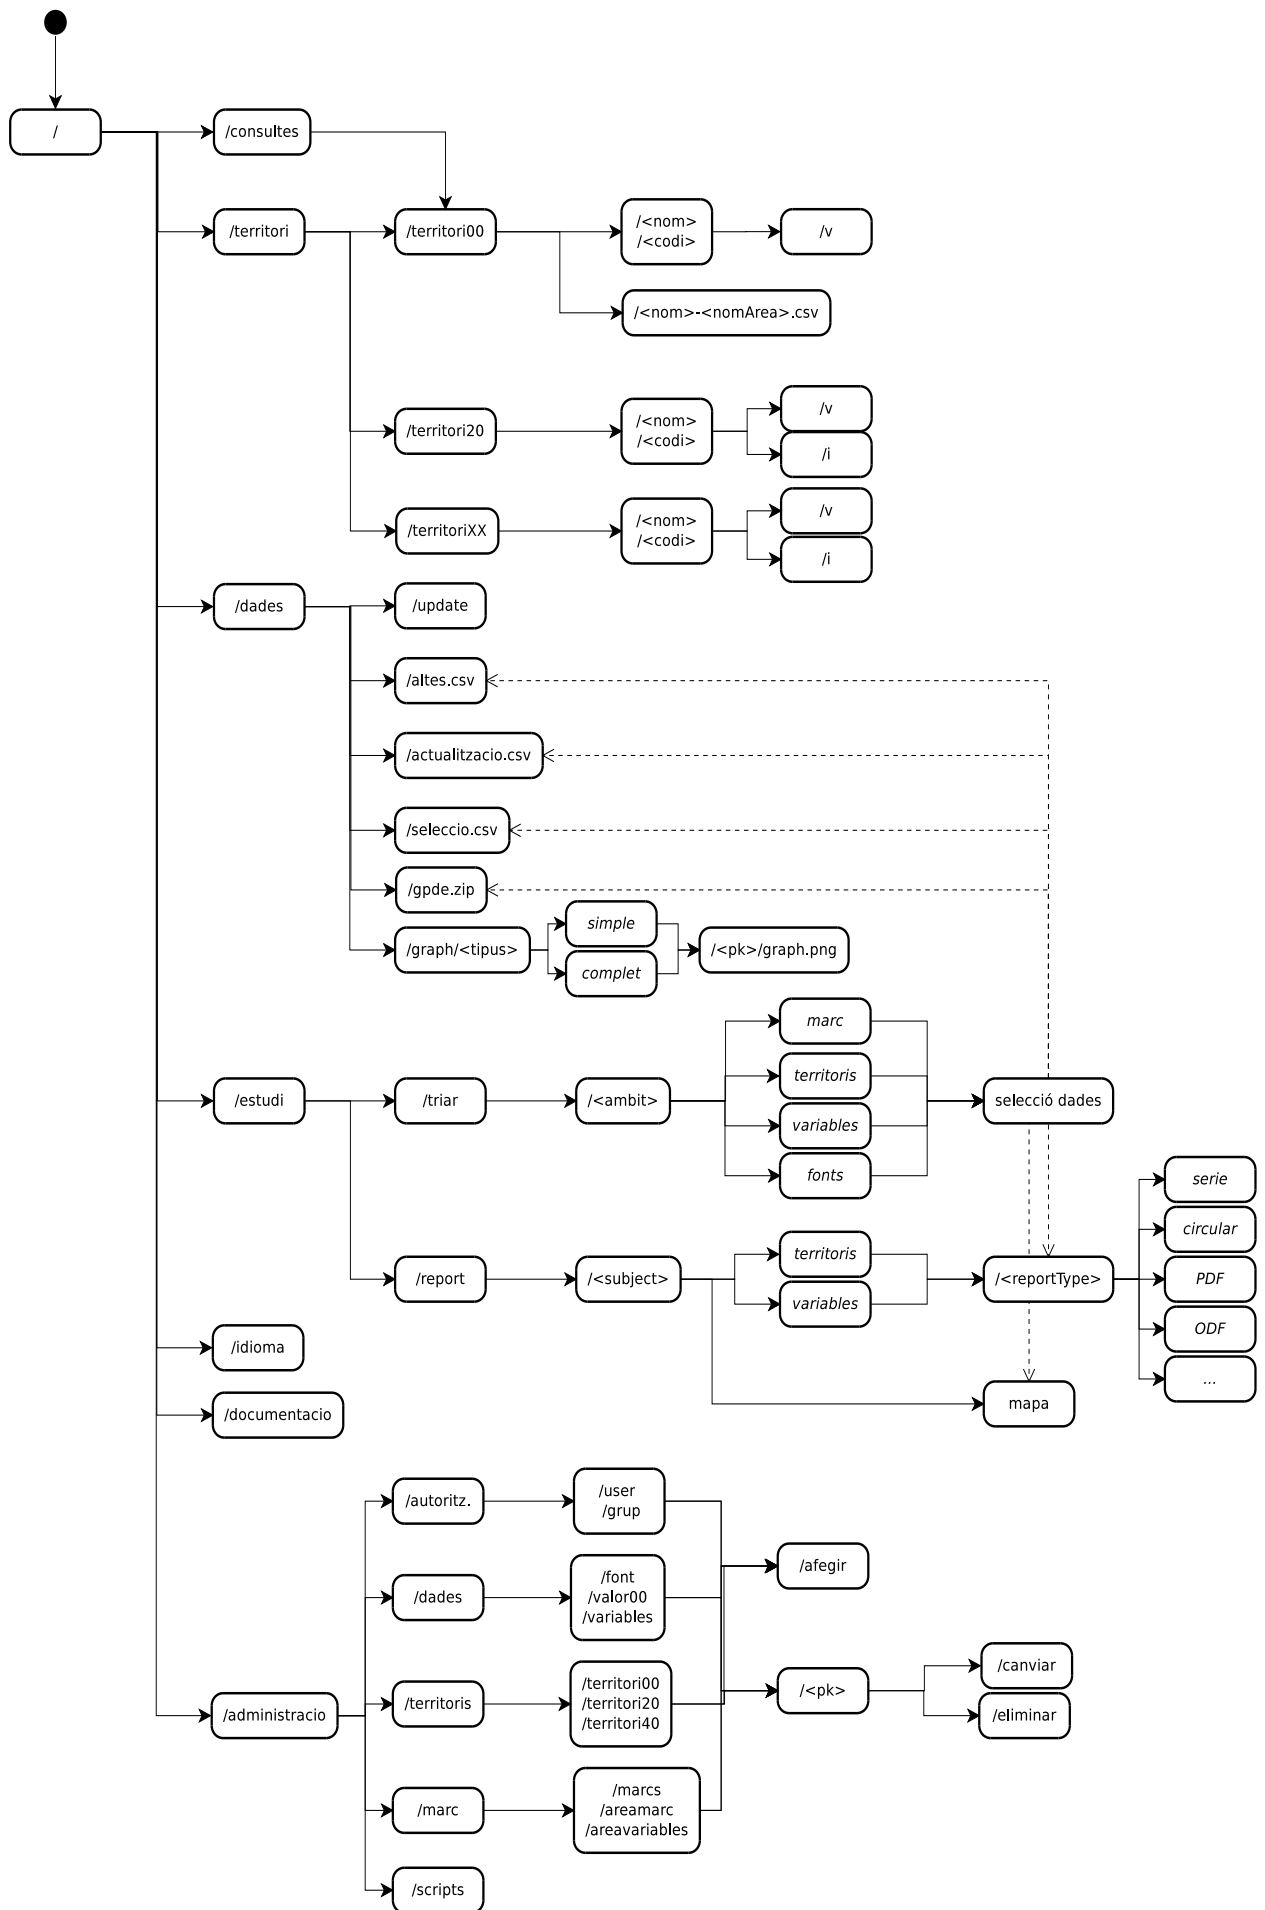 /
/consultes
/territori
/territori00
/<nom>
/<codi>
/v
/<nom>-<nomArea>.csv
/territori20
/<nom>
/<codi>
/v
/i
/territoriXX
/<nom>
/<codi>
/v
/i
/dades
/update
/altes.csv
/actualitzacio.csv
/seleccio.csv
/gpde.zip
/graph/<tipus>
simple
complet
/<pk>/graph.png
/estudi
/triar
/<ambit>
marc
territoris
variables
fonts
selecció dades
/report
/<subject>
territoris
variables
/<reportType>
serie
circular
PDF
ODF
...
mapa
/idioma
/documentacio
/administracio
/autoritz.
/user
/grup
/dades
/font
/valor00
/variables
/territoris
/territori00
/territori20
/territori40
/marc
/marcs
/areamarc
/areavariables
/scripts
/afegir
/<pk>
/canviar
/eliminar